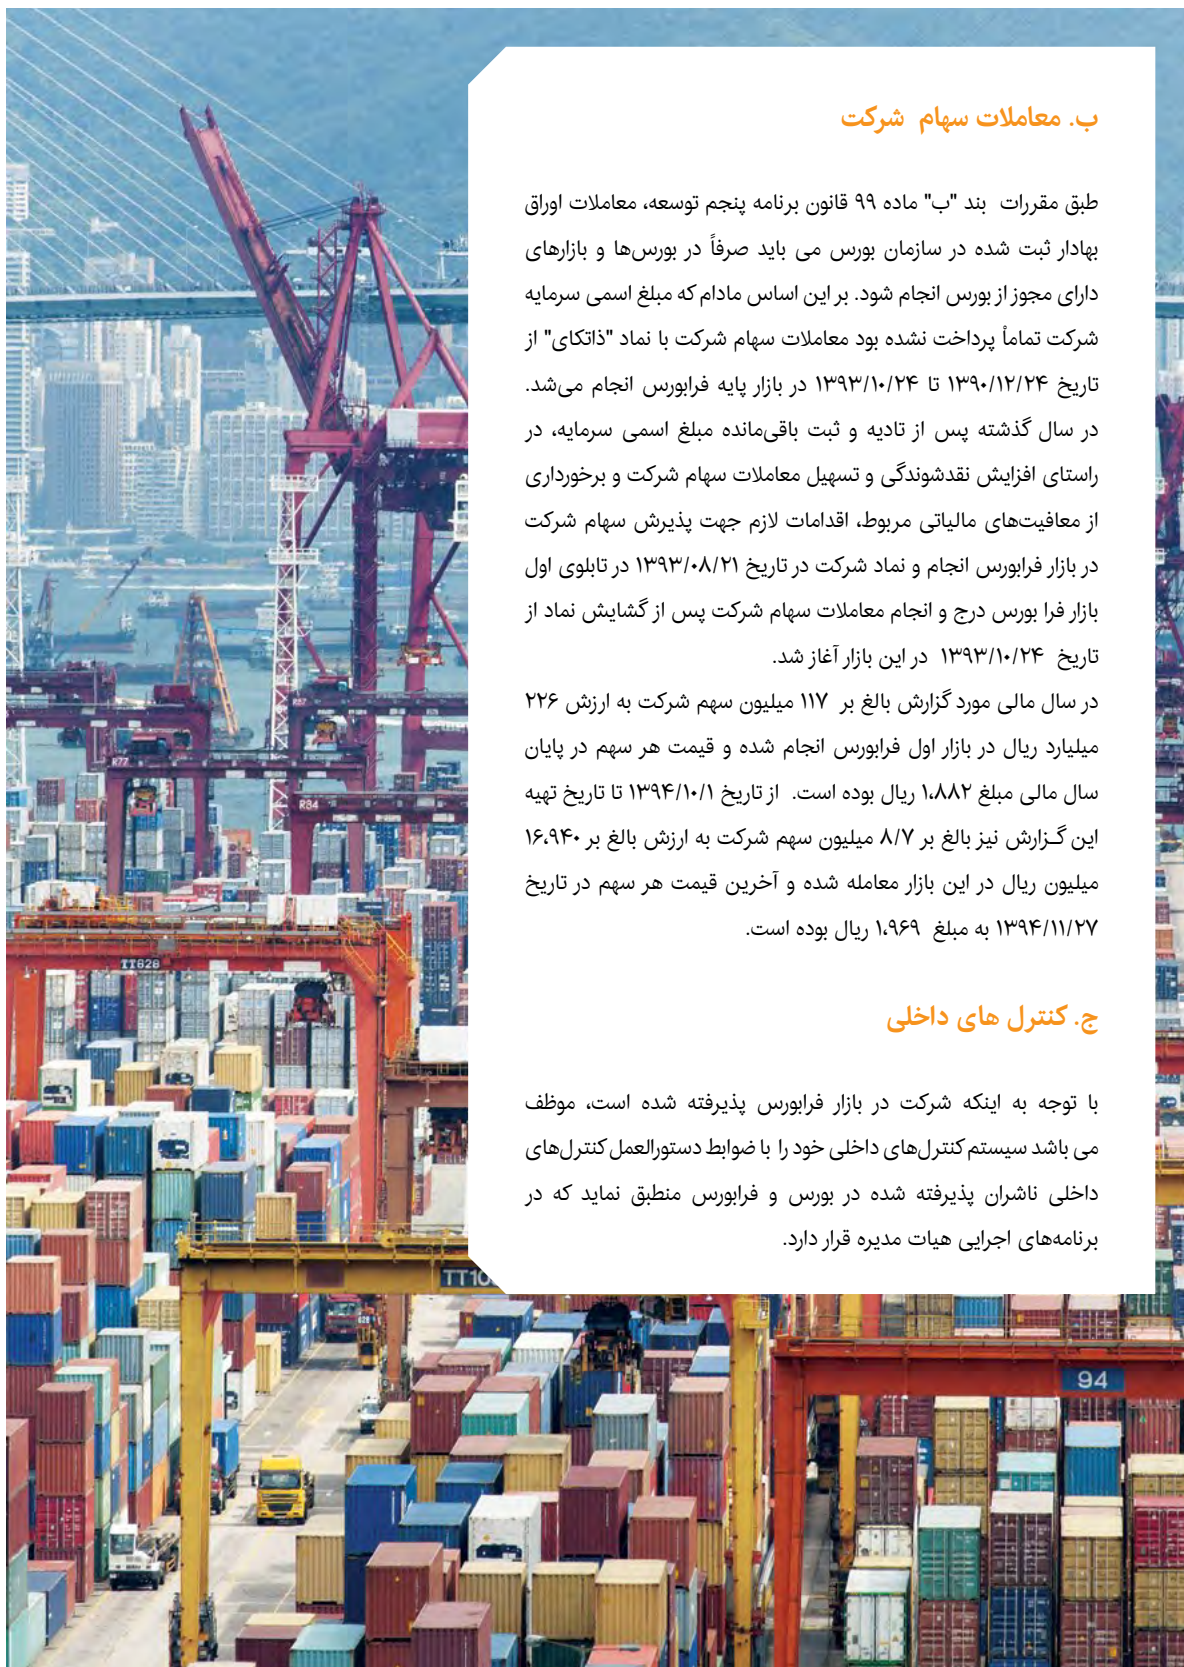 ب. معاملات سهام شرکت
طبق مقررات بند "ب" ماده ۹۹ قانون برنامه پنجم توسعه، معاملات اوراق
بهادار ثبت شده در سازمان بورس می باید صرفاً در بورس‌ها و بازارهای
دارای مجوز از بورس انجام شود. بر این اساس مادام که مبلغ اسمی سرمایه
شرکت تماماً پرداخت نشده بود معاملات سهام شرکت با نماد "ذاتکای" از
تاریخ ۱۳۹۰/۱۲/۲۴ تا ۱۳۹۳/۱۰/۲۴ در بازار پایه فرابورس انجام می‌شد.
در سال گذشته پس از تادیه و ثبت باقی‌مانده مبلغ اسمی سرمایه، در
راستای افزایش نقدشوندگی و تسهیل معاملات سهام شرکت و برخورداری
از معافیت‌های مالیاتی مربوط، اقدامات لازم جهت پذیرش سهام شرکت
در بازار فرابورس انجام و نماد شرکت در تاریخ ۱۳۹۳/۰۸/۲۱ در تابلوی اول
بازار فرا بورس درج و انجام معاملات سهام شرکت پس از گشایش نماد از
تاریخ ۱۳۹۳/۱۰/۲۴ در این بازار آغاز شد.
در سال مالی مورد گزارش بالغ بر ۱۱۷ میلیون سهم شرکت به ارزش ۲۲۶
میلیارد ریال در بازار اول فرابورس انجام شده و قیمت هر سهم در پایان
سال مالی مبلغ ۱،۸۸۲ ریال بوده است. از تاریخ ۱۳۹۴/۱۰/۱ تا تاریخ تهیه
این گـزارش نیز بالغ بر ۸/۷ میلیون سهم شرکت به ارزش بالغ بر ۱۶،۹۴۰
میلیون ریال در این بازار معامله شده و آخرین قیمت هر سهم در تاریخ
۱۳۹۴/۱۱/۲۷ به مبلغ ۱،۹۶۹ ریال بوده است.
ج. کنترل های داخلی
با توجه به اینکه شرکت در بازار فرابورس پذیرفته شده است، موظف
می باشد سیستم کنترل‌های داخلی خود را با ضوابط دستورالعمل کنترل‌های
داخلی ناشران پذیرفته شده در بورس و فرابورس منطبق نماید که در
برنامه‌های اجرایی هیات مدیره قرار دارد.
R77
R84
TT628
TT10
94